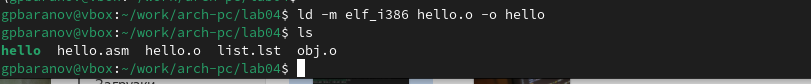 gpbaranov@vbox:~/work/arch-pc/lab04$ ld -m elf_i386 hello.o -o hello
gpbaranov@vbox:~/work/arch-pc/lab04$ ls
hello  hello.asm  hello.o  list.lst  obj.o
gpbaranov@vbox:~/work/arch-pc/lab04$